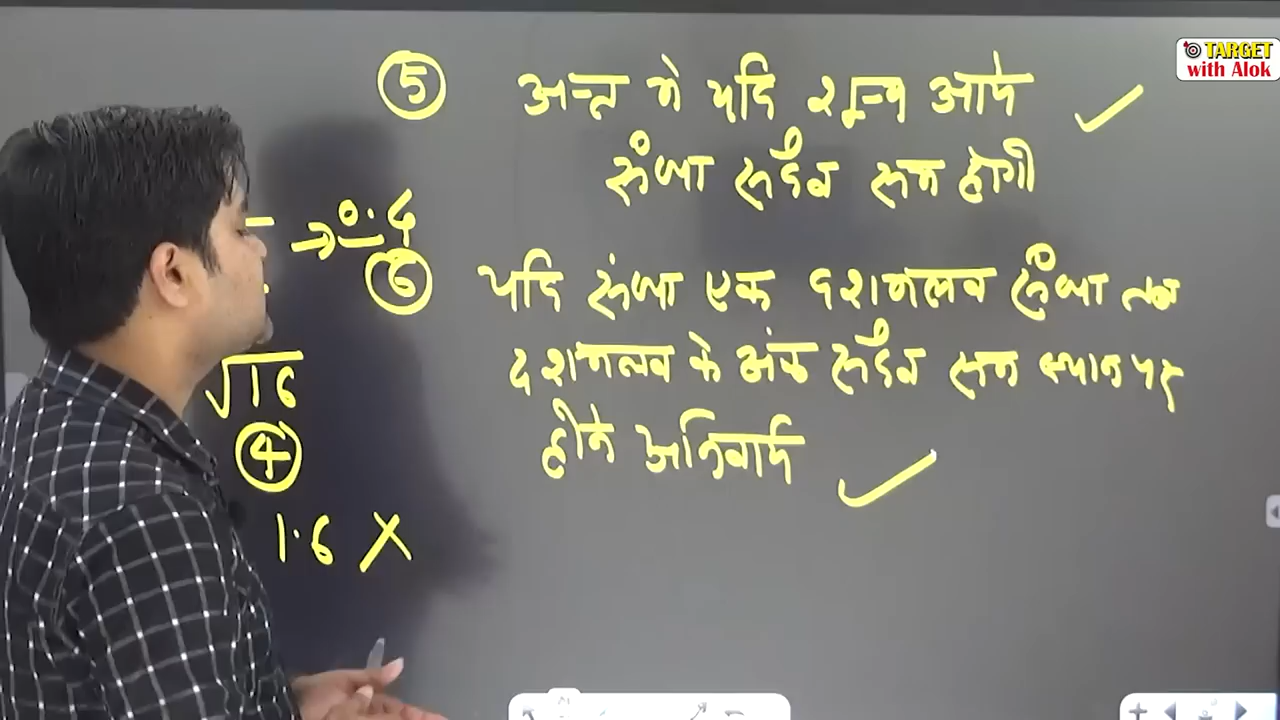 TARGET
with Alok
5 अन्त मे यदि शून्य आये
संख्या सदैव सम होगी
→ 0.4
6 यदि संख्या एक दशमलव संख्या तब
दशमलव के अंक सदैव सम स्थान पर
होने अनिवार्य
√16
4
1.6 X